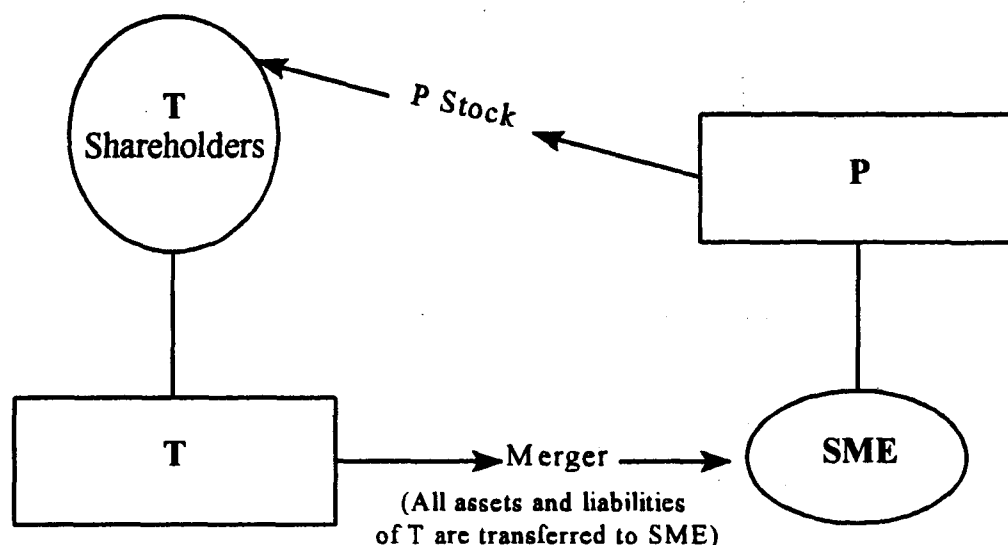 T
Shareholders
P Stock
P
T
Merger
SME
(All assets and liabilities
of T are transferred to SME)